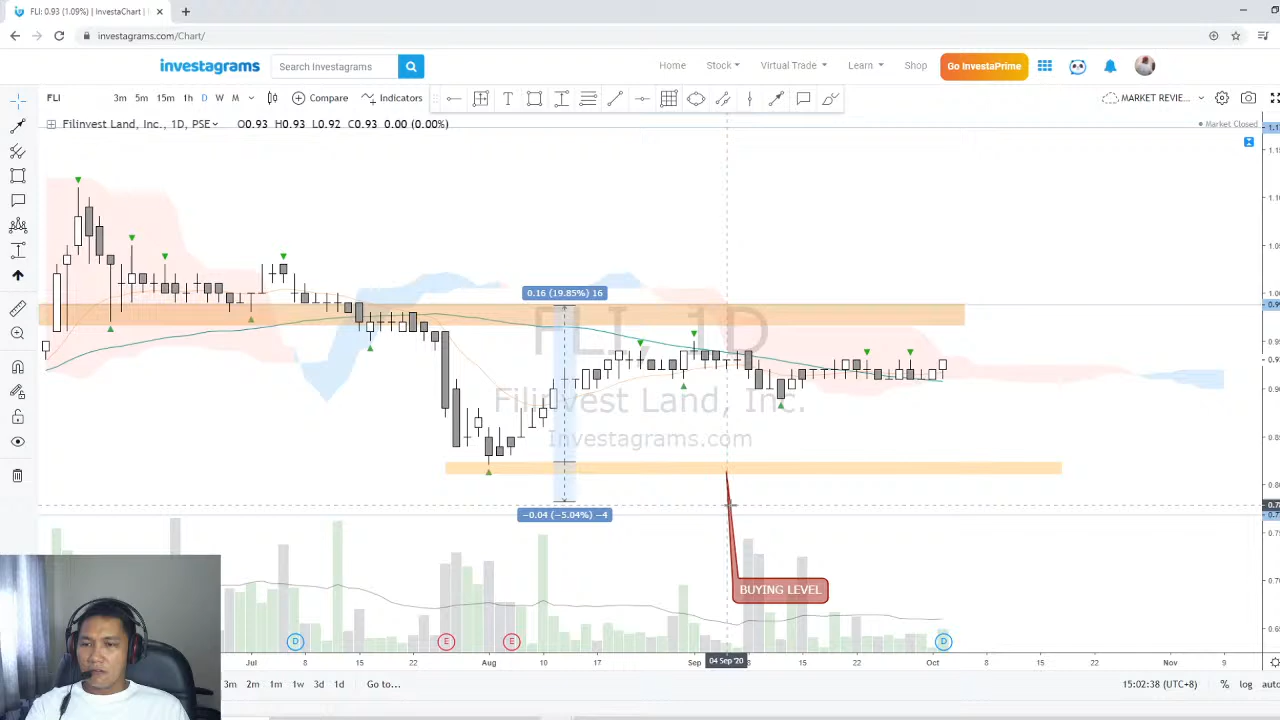 FLI: 0.93 (1.09%) | InvestaChart |
investagrams.com/Chart/
investagrams
Search Investagrams
Home
Stock
Virtual Trade
Learn
Shop
Go InvestaPrime
FLI
3m 5m 15m 1h D W M
Compare
Indicators
MARKET REVIE...
Filinvest Land, Inc., 1D, PSE
O0.93 H0.93 L0.92 C0.93 0.00 (0.00%)
Market Closed
0.16 (19.85%) 16
FLI, 1D
Filinvest Land, Inc.
Investagrams.com
−0.04 (−5.04%) −4
BUYING LEVEL
D
E
E
D
Jul 8 15 22 Aug 10 17 Sep 04 Sep '20 8 15 22 Oct 8 15 22 Nov 9
3m 2m 1m 1w 3d 1d Go to...
15:02:38 (UTC+8) % log auto